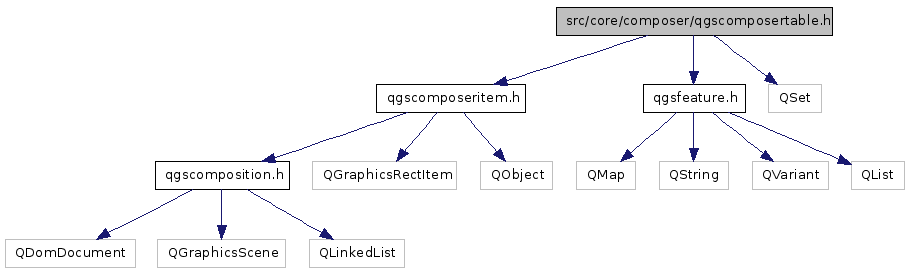 src/core/composer/qgscomposertable.h
qgscomposeritem.h
qgsfeature.h
QSet
qgscomposition.h
QGraphicsRectItem
QObject
QMap
QString
QVariant
QList
QDomDocument
QGraphicsScene
QLinkedList